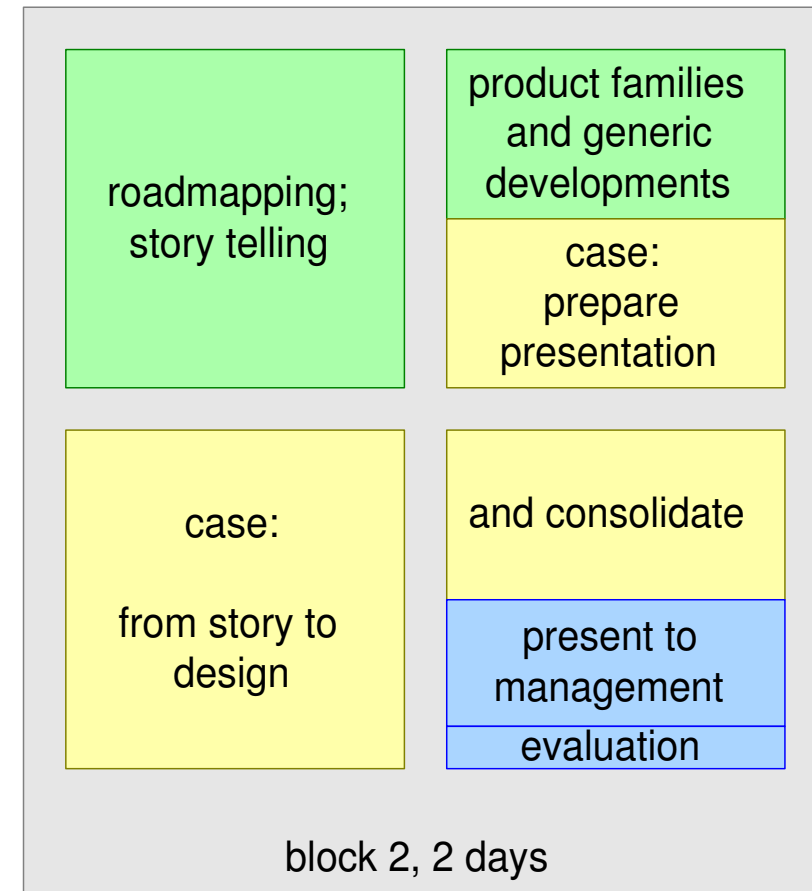 roadmapping;
story telling
case:
from story to
design
product families
and generic
developments
case:
prepare
presentation
and consolidate
present to
management
evaluation
block 2, 2 days